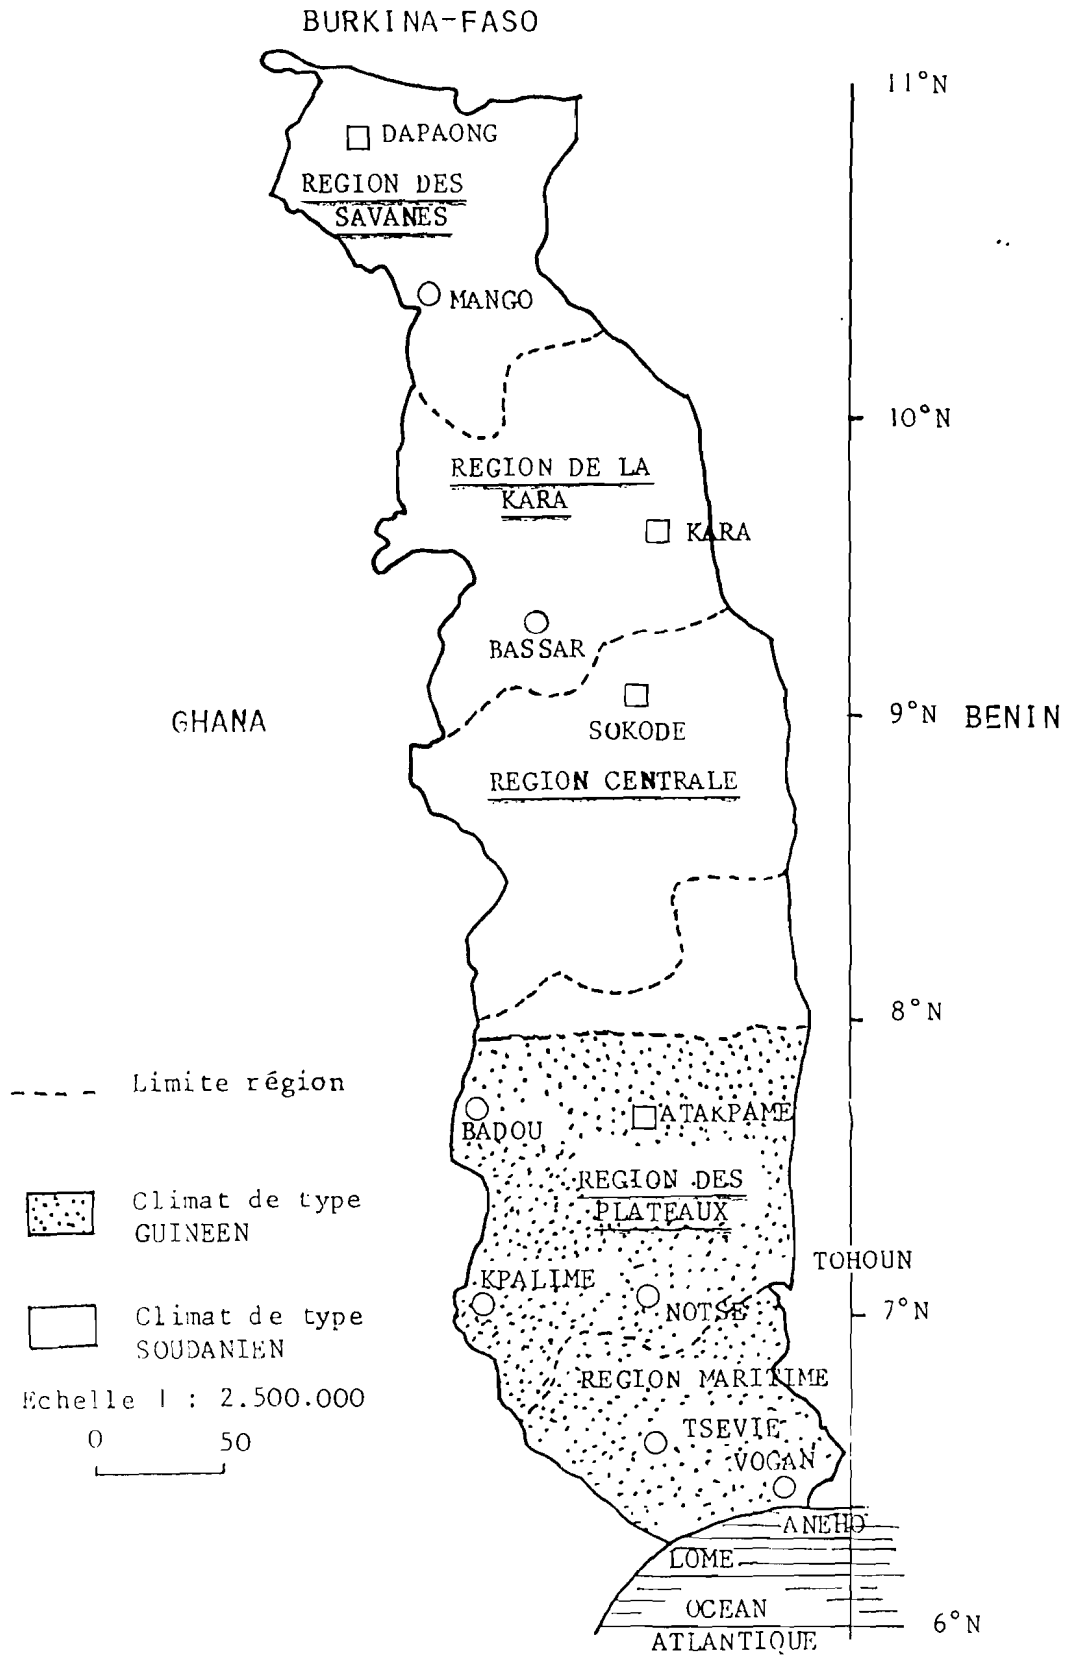 BURKINA-FASO
11°N
DAPAONG
REGION DES
SAVANES
MANGO
10°N
REGION DE LA
KARA
KARA
BASSAR
GHANA
9°N BENIN
SOKODE
REGION CENTRALE
8°N
Limite région
BADOU
ATAKPAME
REGION DES
PLATEAUX
Climat de type
GUINEEN
TOHOUN
KPALIME
NOTSE
7°N
Climat de type
SOUDANIEN
REGION MARITIME
Echelle 1 : 2.500.000
0 50
TSEVIE
VOGAN
ANEHO
LOME
OCEAN
ATLANTIQUE
6°N